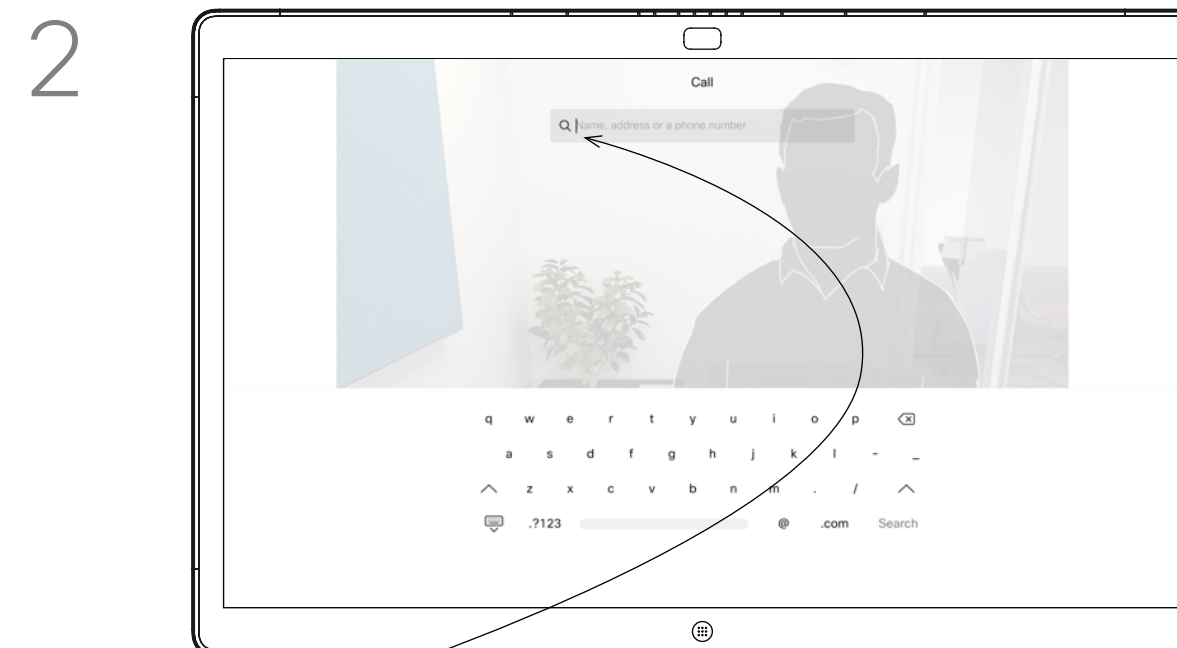 2
Call
Name, address or a phone number
q w e r t y u i o p
a s d f g h j k l - _
z x c v b n m . /
.?123 @ .com Search